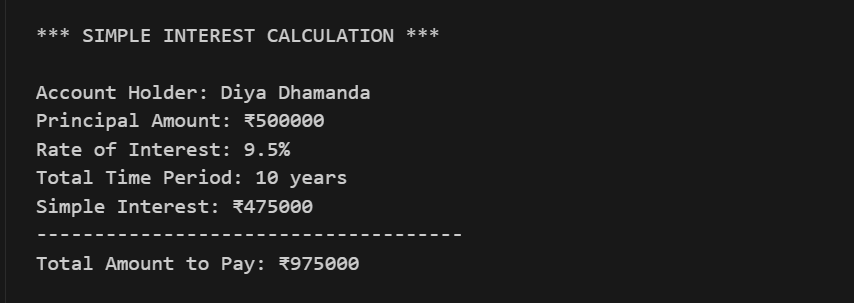 *** SIMPLE INTEREST CALCULATION ***
Account Holder: Diya Dhamanda
Principal Amount: ₹500000
Rate of Interest: 9.5%
Total Time Period: 10 years
Simple Interest: ₹475000
-------------------------------------
Total Amount to Pay: ₹975000